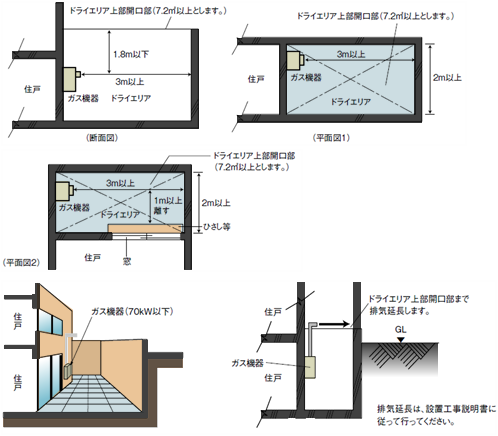 ドライエリア上部開口部(7.2㎡以上とします。)
1.8m以下
3m以上
住戸
ガス機器
ドライエリア
(断面図)
ドライエリア上部開口部(7.2㎡以上とします。)
3m以上
住戸
ガス機器
2m以上
ドライエリア
(平面図1)
ドライエリア上部開口部
(7.2㎡以上とします。)
3m以上
ガス機器
1m以上
離す
2m以上
ドライエリア
ひさし等
住戸
窓
(平面図2)
ガス機器(70kW以下)
住戸
住戸
住戸
ドライエリア上部開口部まで
排気延長します。
GL
ガス機器
住戸
排気延長は、設置工事説明書に
従って行ってください。